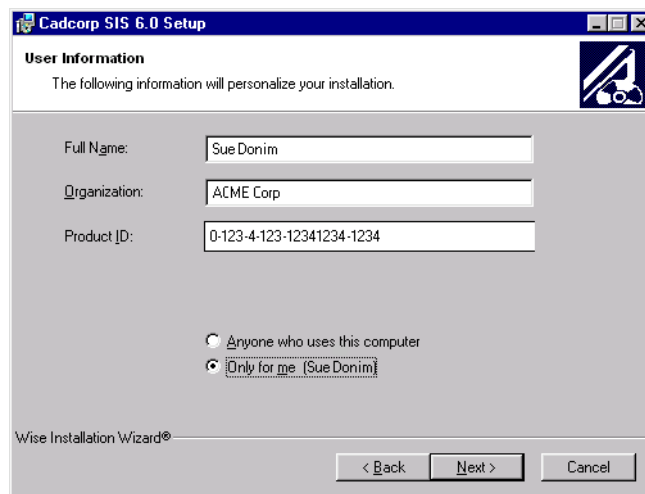 Cadcorp SIS 6.0 Setup
User Information
The following information will personalize your installation.
Full Name: Sue Donim
Organization: ACME Corp
Product ID: 0-123-4-123-12341234-1234
Anyone who uses this computer
Only for me (Sue Donim)
Wise Installation Wizard®
< Back Next > Cancel